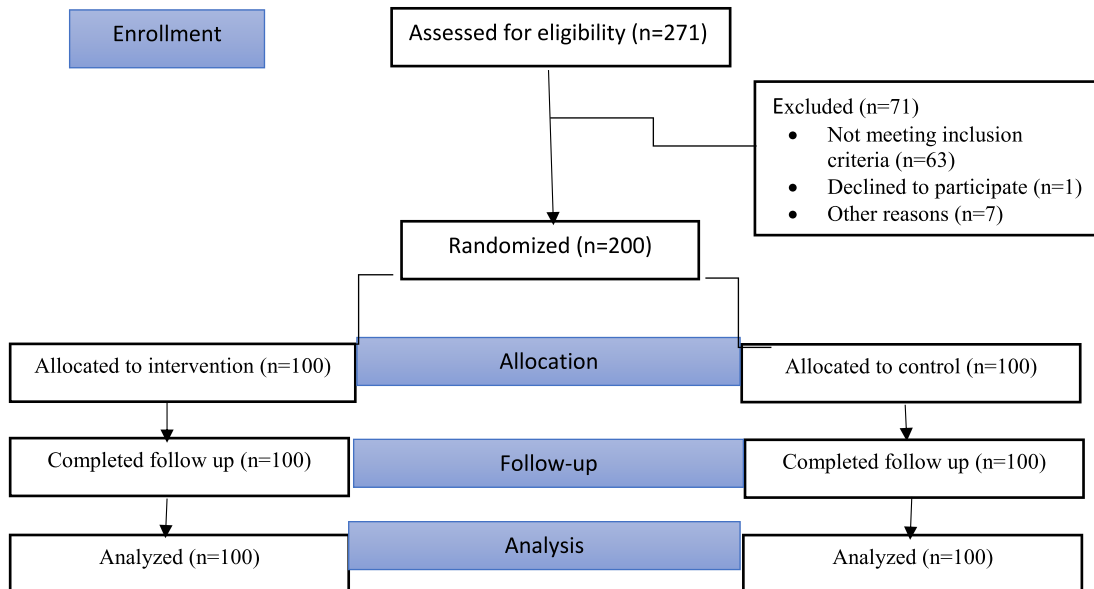 Enrollment
Assessed for eligibility (n=271)
Excluded (n=71)
• Not meeting inclusion
criteria (n=63)
• Declined to participate (n=1)
• Other reasons (n=7)
Randomized (n=200)
Allocated to intervention (n=100)
Allocation
Allocated to control (n=100)
Completed follow up (n=100)
Follow-up
Completed follow up (n=100)
Analyzed (n=100)
Analysis
Analyzed (n=100)